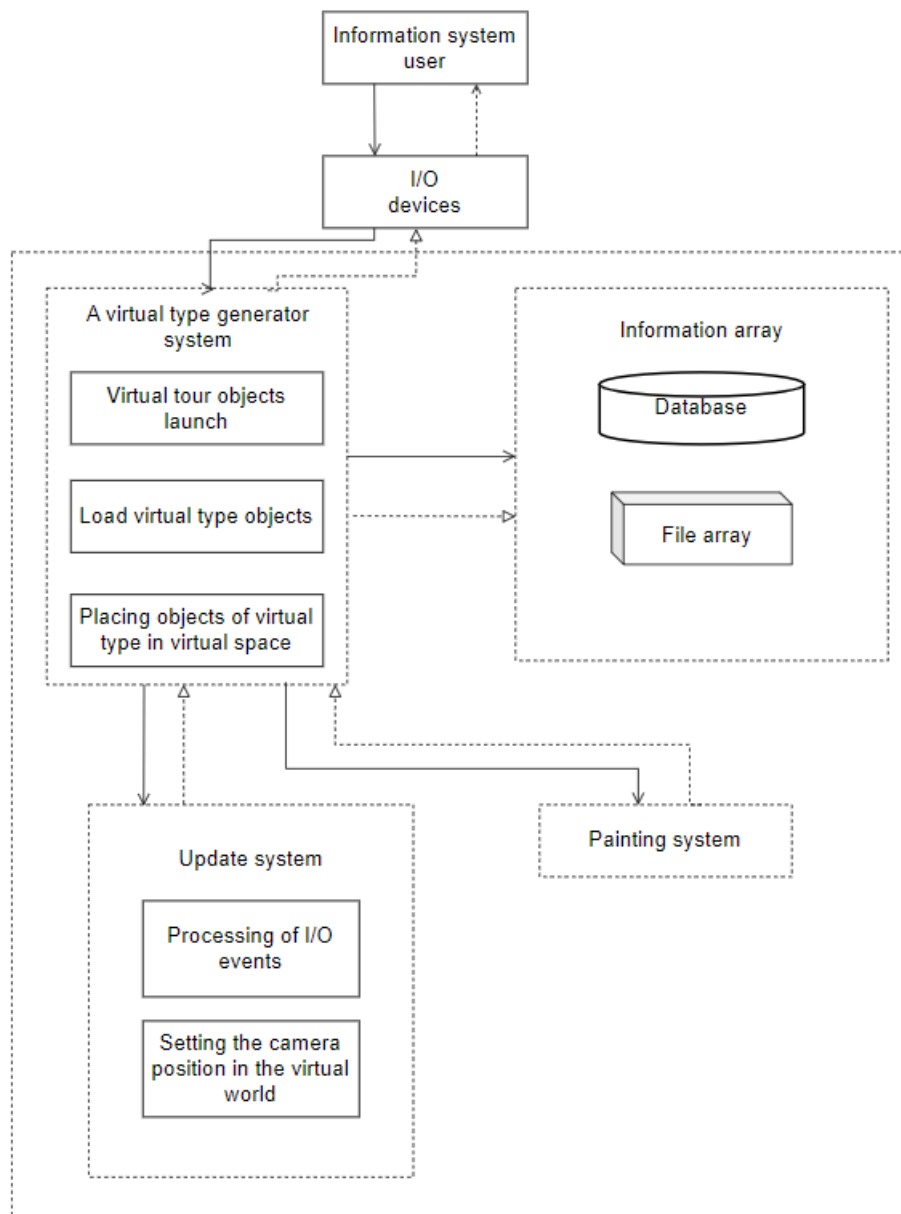 Information system
user
I/O
devices
A virtual type generator
system
Virtual tour objects
launch
Load virtual type objects
Placing objects of virtual
type in virtual space
Information array
Database
File array
Update system
Processing of I/O
events
Setting the camera
position in the virtual
world
Painting system